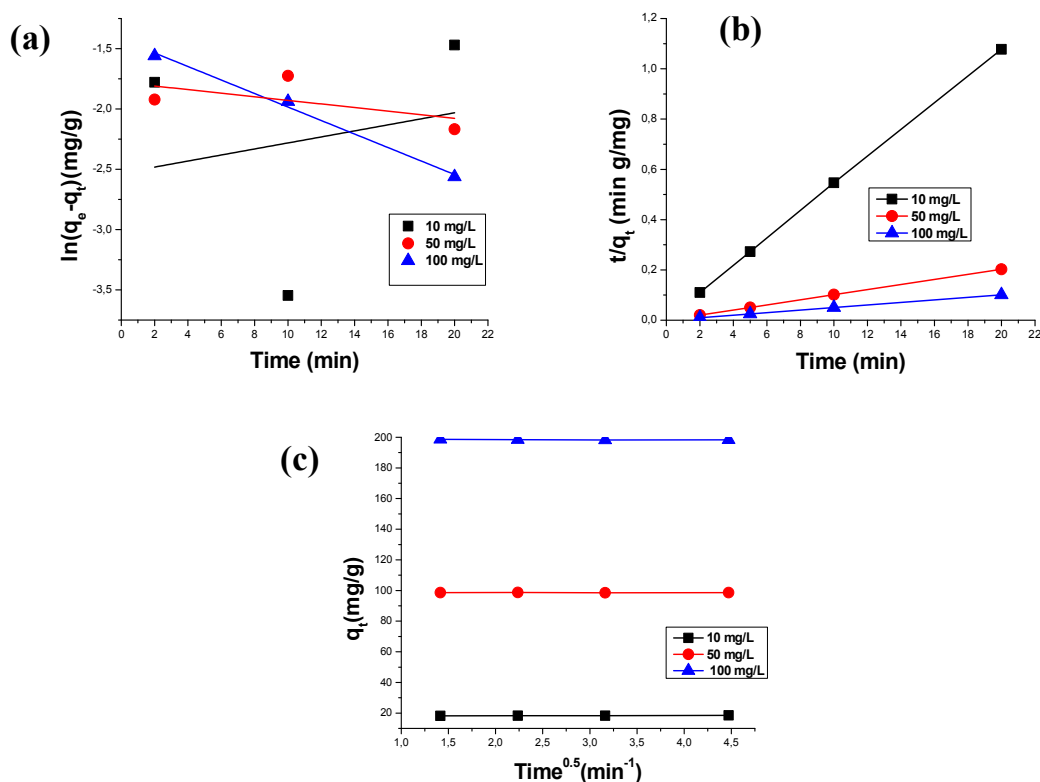 (a)
-1,5
-2,0
-2,5
-3,0
-3,5
0 2 4 6 8 10 12 14 16 18 20 22
ln(qe-qt)(mg/g)
Time (min)
10 mg/L
50 mg/L
100 mg/L
(b)
1,2
1,0
0,8
0,6
0,4
0,2
0,0
0 2 4 6 8 10 12 14 16 18 20 22
t/qt (min g/mg)
Time (min)
10 mg/L
50 mg/L
100 mg/L
(c)
200
180
160
140
120
100
80
60
40
20
1,0 1,5 2,0 2,5 3,0 3,5 4,0 4,5 5,0
qt(mg/g)
Time0.5(min-1)
10 mg/L
50 mg/L
100 mg/L